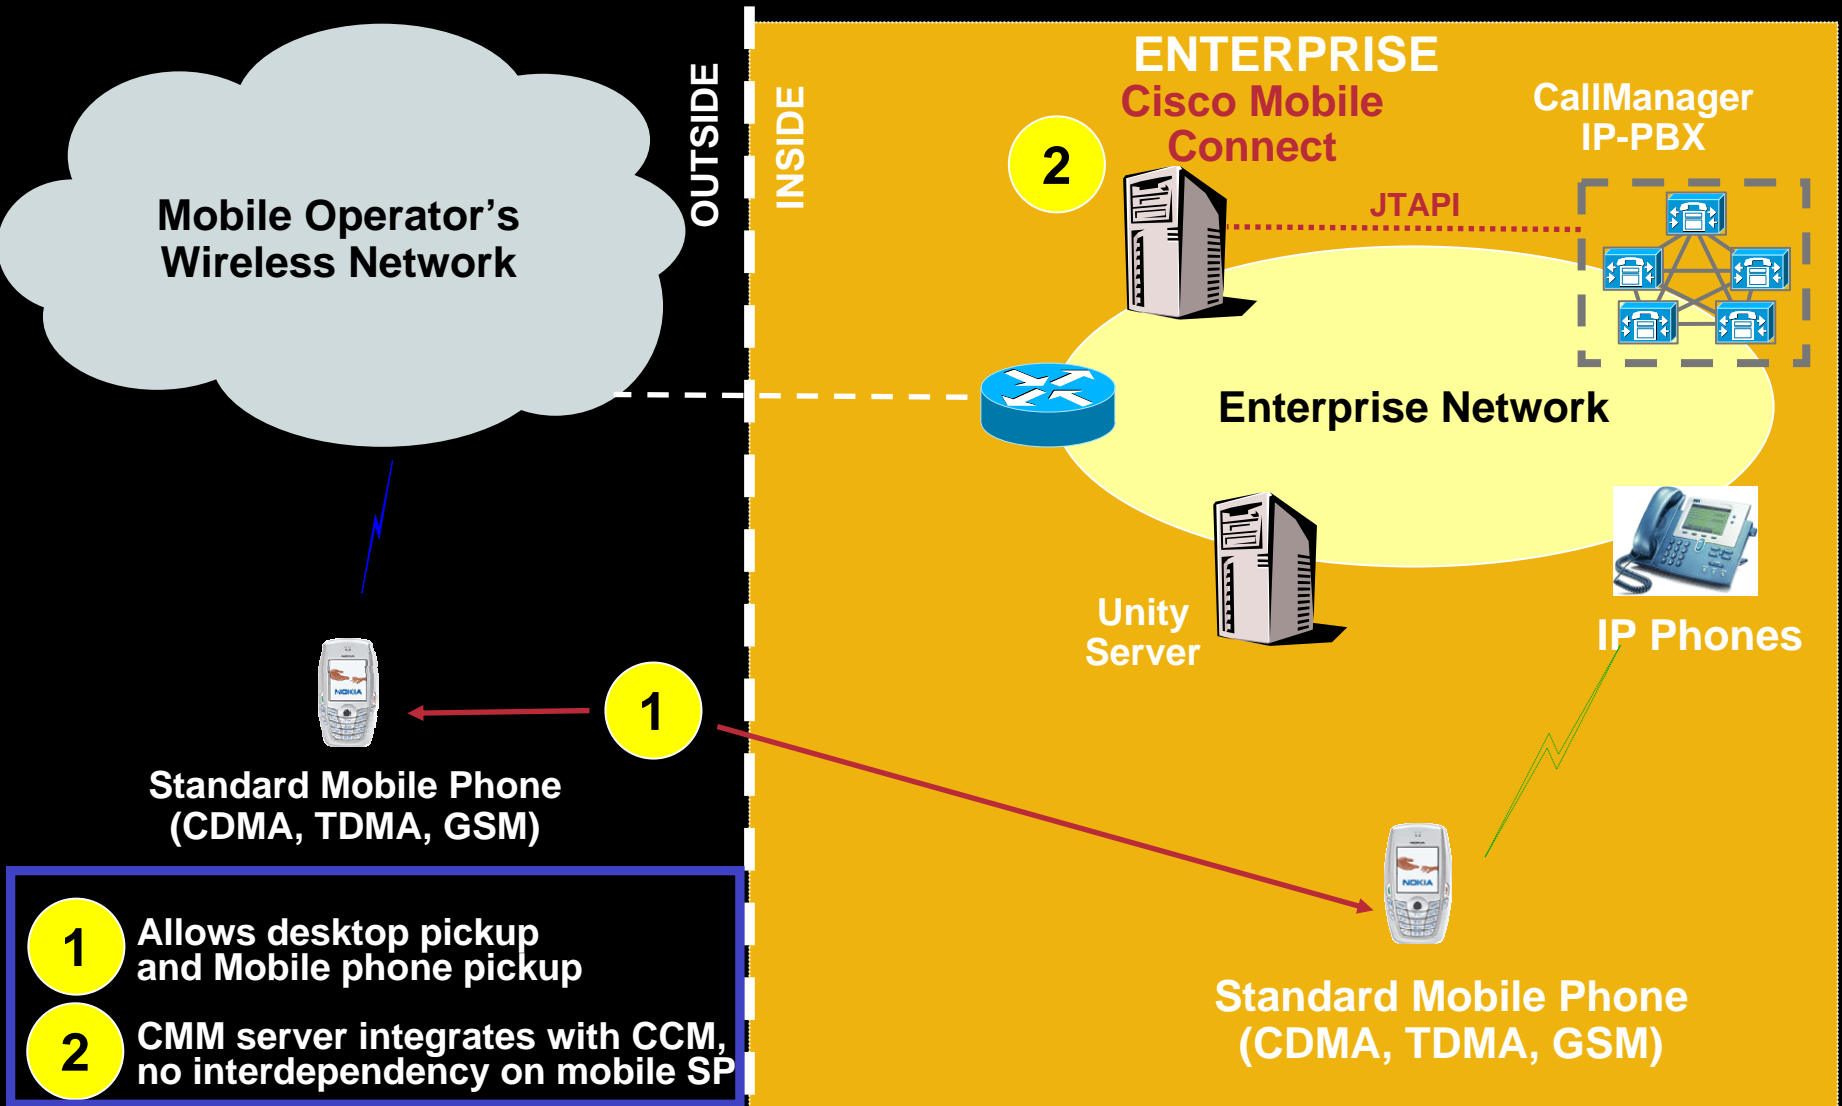 Mobile Operator’s
Wireless Network
OUTSIDE
INSIDE
ENTERPRISE
Cisco Mobile
Connect
2
CallManager
IP-PBX
JTAPI
Enterprise Network
Unity
Server
IP Phones
NOKIA
1
Standard Mobile Phone
(CDMA, TDMA, GSM)
NOKIA
Standard Mobile Phone
(CDMA, TDMA, GSM)
1
Allows desktop pickup
and Mobile phone pickup
2
CMM server integrates with CCM,
no interdependency on mobile SP